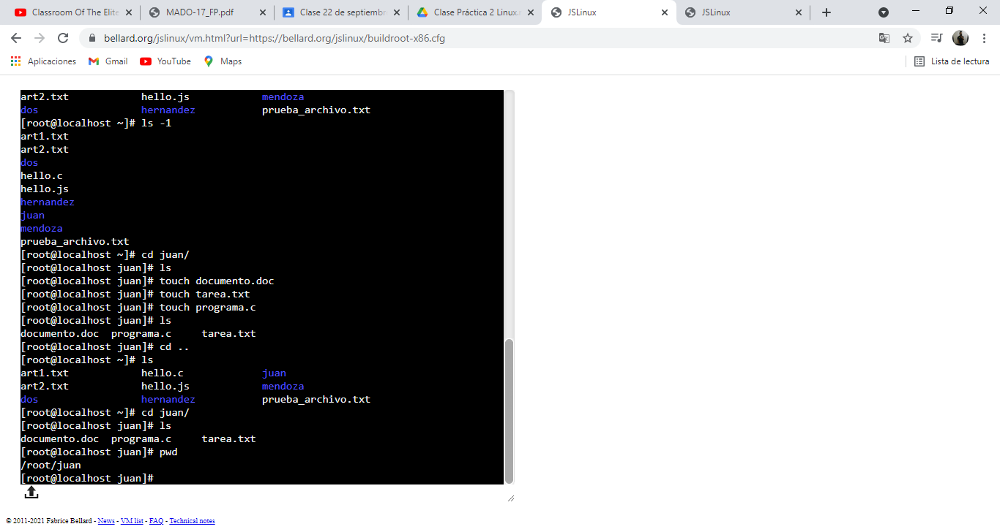 Classroom Of The Elite
MADO-17_FP.pdf
Clase 22 de septiembre
Clase Práctica 2 Linux.
JSLinux
JSLinux
bellard.org/jslinux/vm.html?url=https://bellard.org/jslinux/buildroot-x86.cfg
Aplicaciones Gmail YouTube Maps Lista de lectura
art2.txt hello.js mendoza
dos hernandez prueba_archivo.txt
[root@localhost ~]# ls -1
art1.txt
art2.txt
dos
hello.c
hello.js
hernandez
juan
mendoza
prueba_archivo.txt
[root@localhost ~]# cd juan/
[root@localhost juan]# ls
[root@localhost juan]# touch documento.doc
[root@localhost juan]# touch tarea.txt
[root@localhost juan]# touch programa.c
[root@localhost juan]# ls
documento.doc programa.c tarea.txt
[root@localhost juan]# cd ..
[root@localhost ~]# ls
art1.txt hello.c juan
art2.txt hello.js mendoza
dos hernandez prueba_archivo.txt
[root@localhost ~]# cd juan/
[root@localhost juan]# ls
documento.doc programa.c tarea.txt
[root@localhost juan]# pwd
/root/juan
[root@localhost juan]#
© 2011-2021 Fabrice Bellard - News - VM list - FAQ - Technical notes